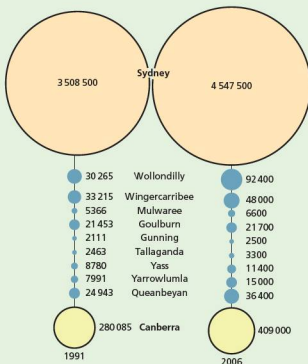 Sydney
3 508 500 4 547 500
30 265 Wollondilly 92 400
33 215 Wingercarribee 48 000
5366 Mulwaree 6600
21 453 Goulburn 21 700
2111 Gunning 2500
2463 Tallaganda 3300
8780 Yass 11 400
7991 Yarrowlumla 15 000
24 943 Queanbeyan 36 400
280 085 Canberra 409 000
1991 2006